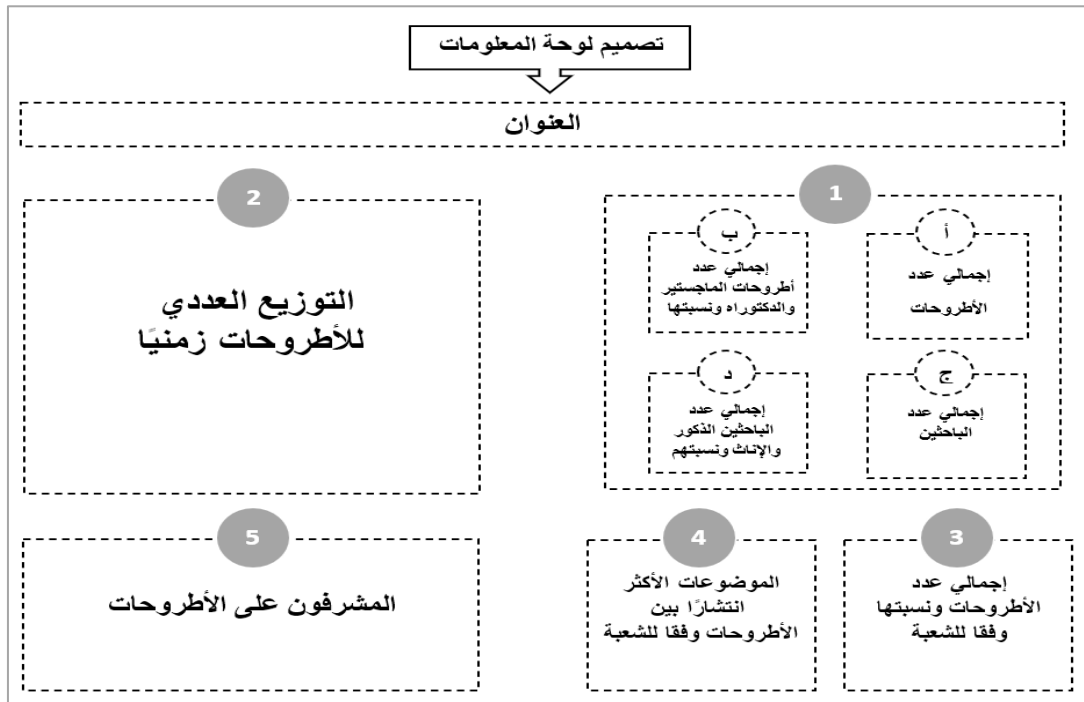 تصميم لوحة المعلومات
العنوان
1
أ
إجمالي عدد
الأطروحات
ب
إجمالي عدد
أطروحات الماجستير
والدكتوراه ونسبتها
ج
إجمالي عدد
الباحثين
د
إجمالي عدد
الباحثين الذكور
والإناث ونسبتهم
2
التوزيع العددي
للأطروحات زمنيًا
3
إجمالي عدد
الأطروحات ونسبتها
وفقا للشعبة
4
الموضوعات الأكثر
انتشارًا بين
الأطروحات وفقا للشعبة
5
المشرفون على الأطروحات